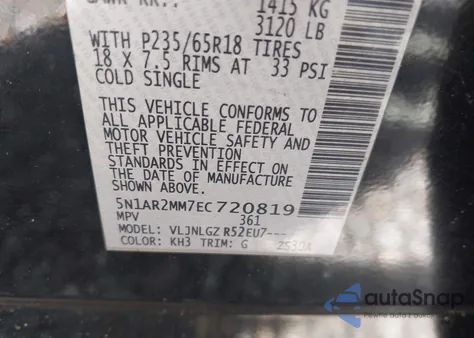 1415 KG
3120 LB
WITH P235/65R18 TIRES
18 X 7.5 RIMS AT 33 PSI
COLD SINGLE
THIS VEHICLE CONFORMS TO
ALL APPLICABLE FEDERAL
MOTOR VEHICLE SAFETY AND
THEFT PREVENTION
STANDARDS IN EFFECT ON
THE DATE OF MANUFACTURE
SHOWN ABOVE.
5N1AR2MM7EC720819
MPV 361
MODEL: VLJNLGZ R52EU7---
COLOR: KH3 TRIM: G
autoSnap